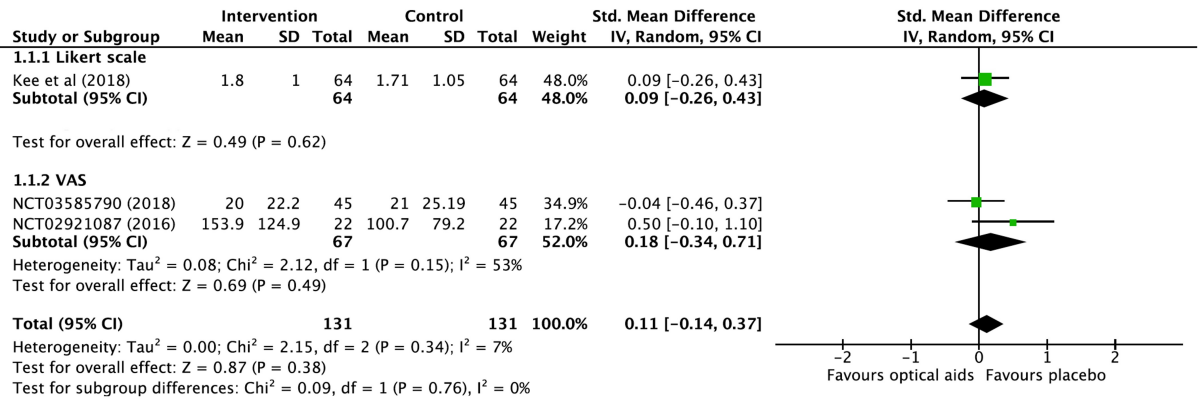 Intervention Control Std. Mean Difference Std. Mean Difference
Study or Subgroup Mean SD Total Mean SD Total Weight IV, Random, 95% CI IV, Random, 95% CI
1.1.1 Likert scale
Kee et al (2018) 1.8 1 64 1.71 1.05 64 48.0% 0.09 [-0.26, 0.43]
Subtotal (95% CI) 64 64 48.0% 0.09 [-0.26, 0.43]
Test for overall effect: Z = 0.49 (P = 0.62)
1.1.2 VAS
NCT03585790 (2018) 20 22.2 45 21 25.19 45 34.9% -0.04 [-0.46, 0.37]
NCT02921087 (2016) 153.9 124.9 22 100.7 79.2 22 17.2% 0.50 [-0.10, 1.10]
Subtotal (95% CI) 67 67 52.0% 0.18 [-0.34, 0.71]
Heterogeneity: Tau² = 0.08; Chi² = 2.12, df = 1 (P = 0.15); I² = 53%
Test for overall effect: Z = 0.69 (P = 0.49)
Total (95% CI) 131 131 100.0% 0.11 [-0.14, 0.37]
Heterogeneity: Tau² = 0.00; Chi² = 2.15, df = 2 (P = 0.34); I² = 7%
Test for overall effect: Z = 0.87 (P = 0.38)
Test for subgroup differences: Chi² = 0.09, df = 1 (P = 0.76), I² = 0%
-2 -1 0 1 2
Favours optical aids Favours placebo